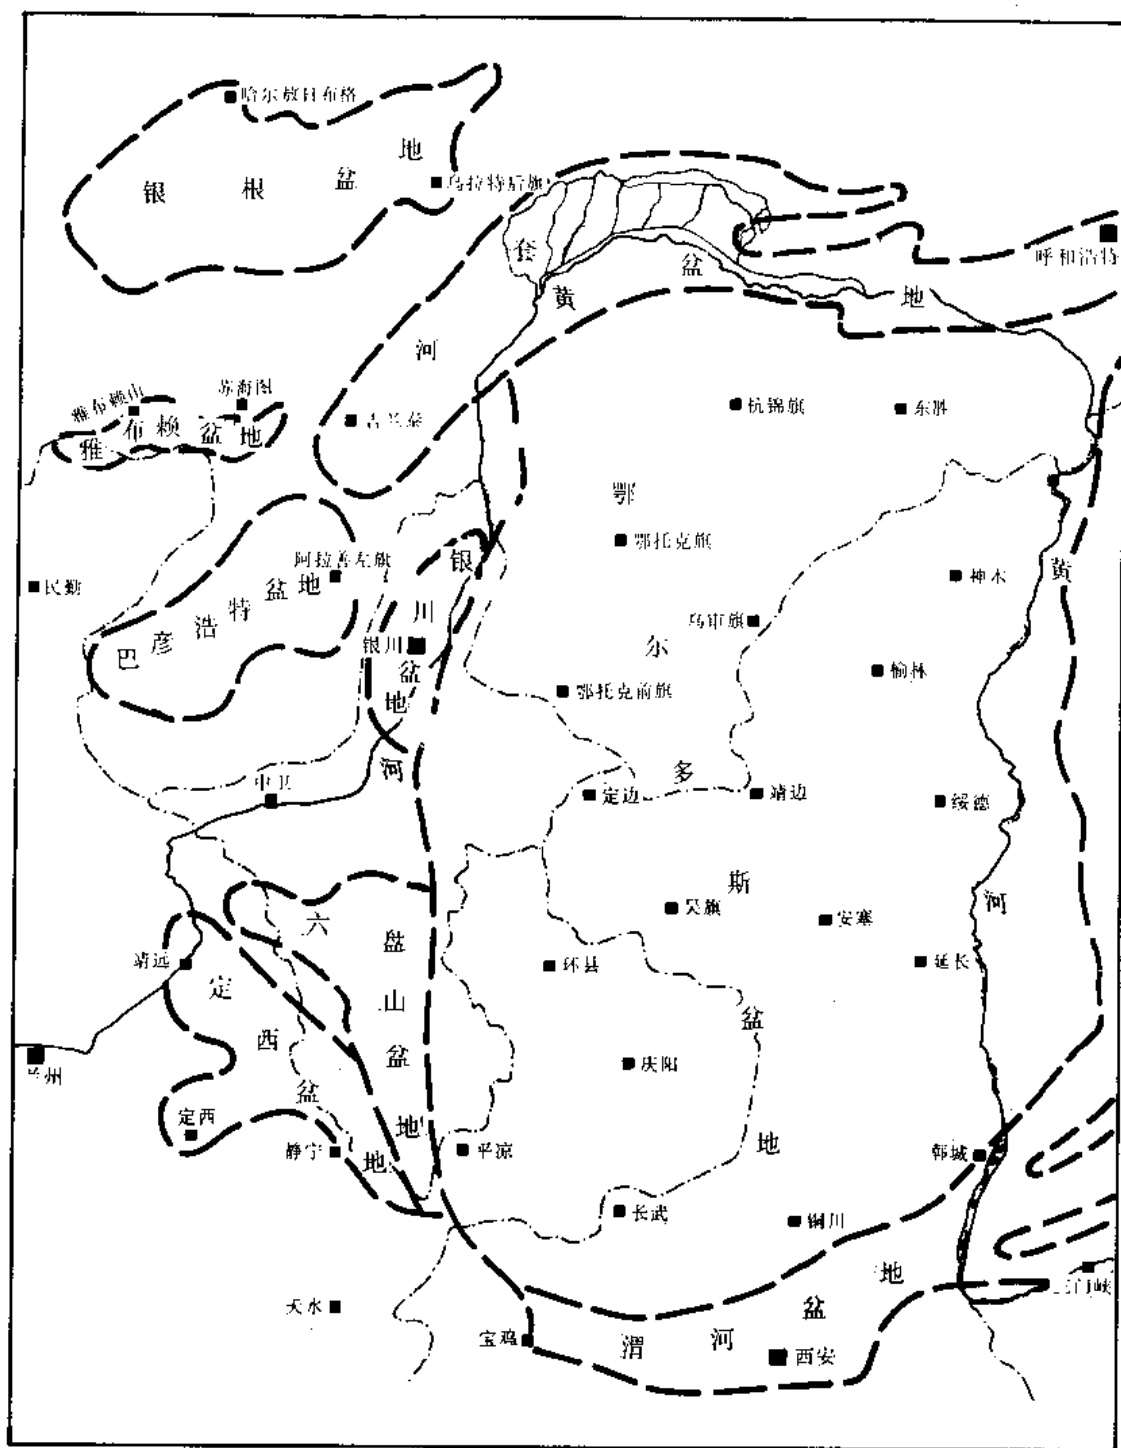 哈尔敖日布格
银根盆地
乌拉特后旗
呼和浩特
河套盆地
黄
雅布赖山
苏海图
雅布赖盆地
吉兰泰
杭锦旗
东胜
鄂尔多斯盆地
鄂托克旗
阿拉善左旗
民勤
巴彦浩特盆地
银川盆地
银川
神木
黄
乌审旗
榆林
鄂托克前旗
河
中卫
定边
靖边
绥德
六盘山盆地
吴旗
安塞
河
靖远
环县
延长
定西盆地
兰州
庆阳
定西
静宁
平凉
韩城
长武
铜川
天水
三门峡
宝鸡
渭河盆地
西安